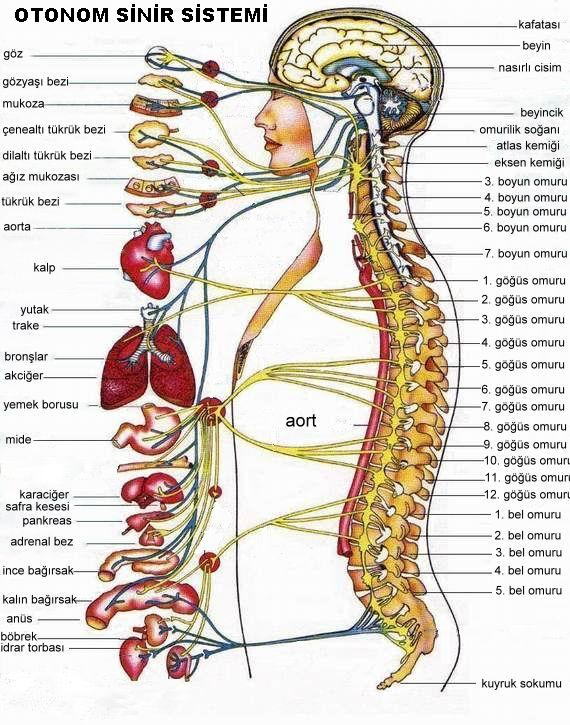 OTONOM SİNİR SİSTEMİ
göz
gözyaşı bezi
mukoza
çenealtı tükrük bezi
dilaltı tükrük bezi
ağız mukozası
tükrük bezi
aorta
kalp
yutak
trake
bronşlar
akciğer
yemek borusu
mide
karaciğer
safra kesesi
pankreas
adrenal bez
ince bağırsak
kalın bağırsak
anüs
böbrek
idrar torbası
aort
kafatası
beyin
nasırlı cisim
beyincik
omurilik soğanı
atlas kemiği
eksen kemiği
3. boyun omuru
4. boyun omuru
5. boyun omuru
6. boyun omuru
7. boyun omuru
1. göğüs omuru
2. göğüs omuru
3. göğüs omuru
4. göğüs omuru
5. göğüs omuru
6. göğüs omuru
7. göğüs omuru
8. göğüs omuru
9. göğüs omuru
10. göğüs omuru
11. göğüs omuru
12. göğüs omuru
1. bel omuru
2. bel omuru
3. bel omuru
4. bel omuru
5. bel omuru
kuyruk sokumu